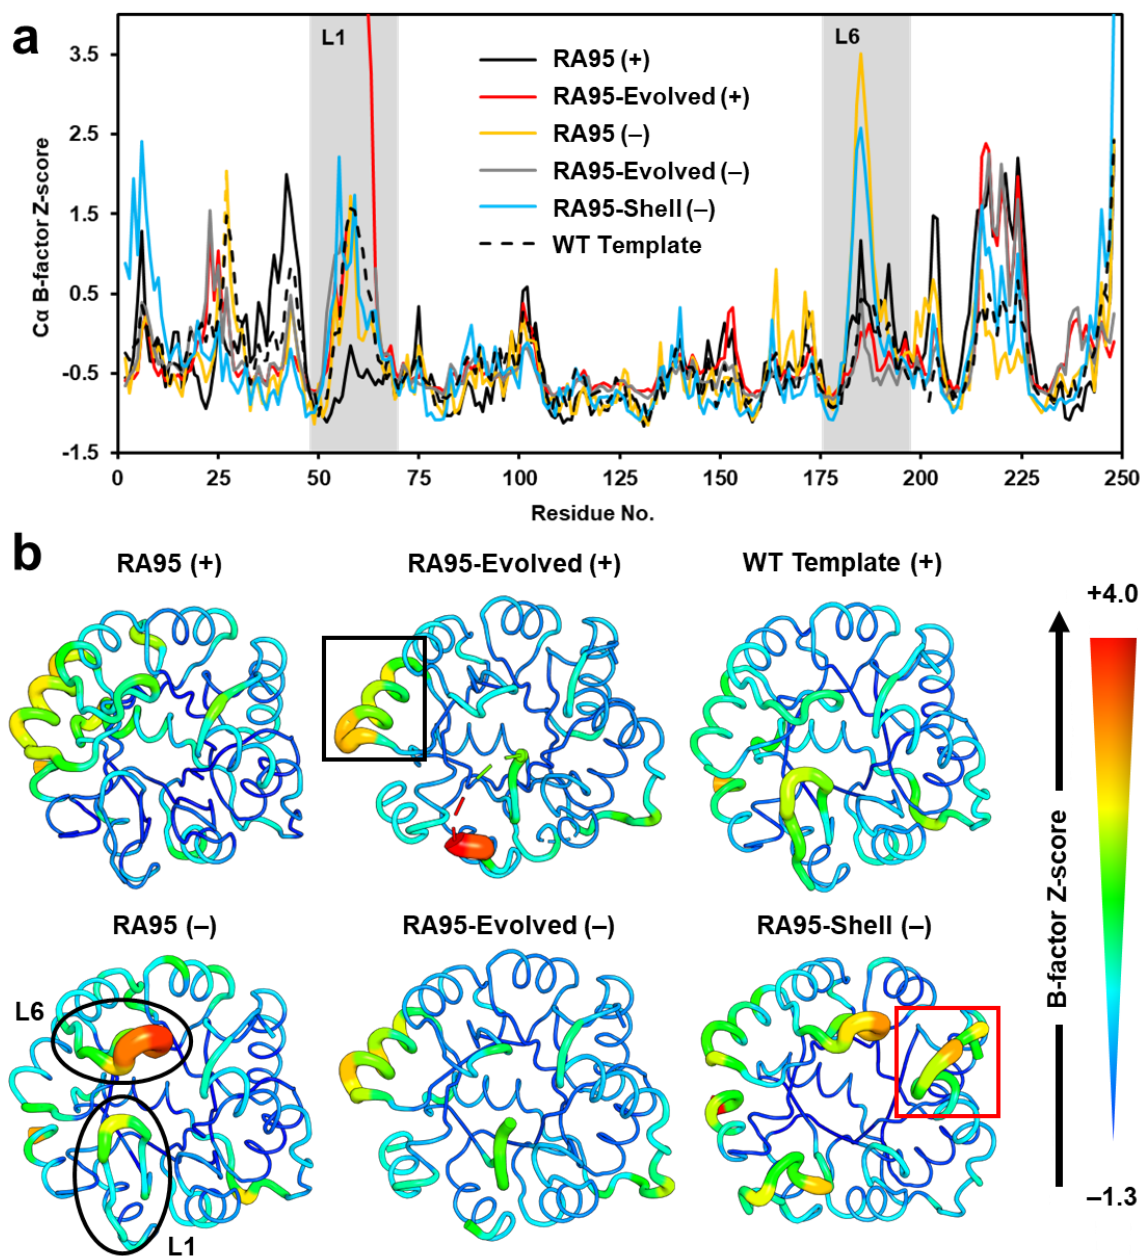 a
L1
L6
RA95 (+)
RA95-Evolved (+)
RA95 (–)
RA95-Evolved (–)
RA95-Shell (–)
WT Template
Cα B-factor Z-score
3.5
2.5
1.5
0.5
-0.5
-1.5
0 25 50 75 100 125 150 175 200 225 250
Residue No.
b
RA95 (+)
RA95-Evolved (+)
WT Template (+)
+4.0
B-factor Z-score
RA95 (–)
RA95-Evolved (–)
RA95-Shell (–)
L6
L1
–1.3